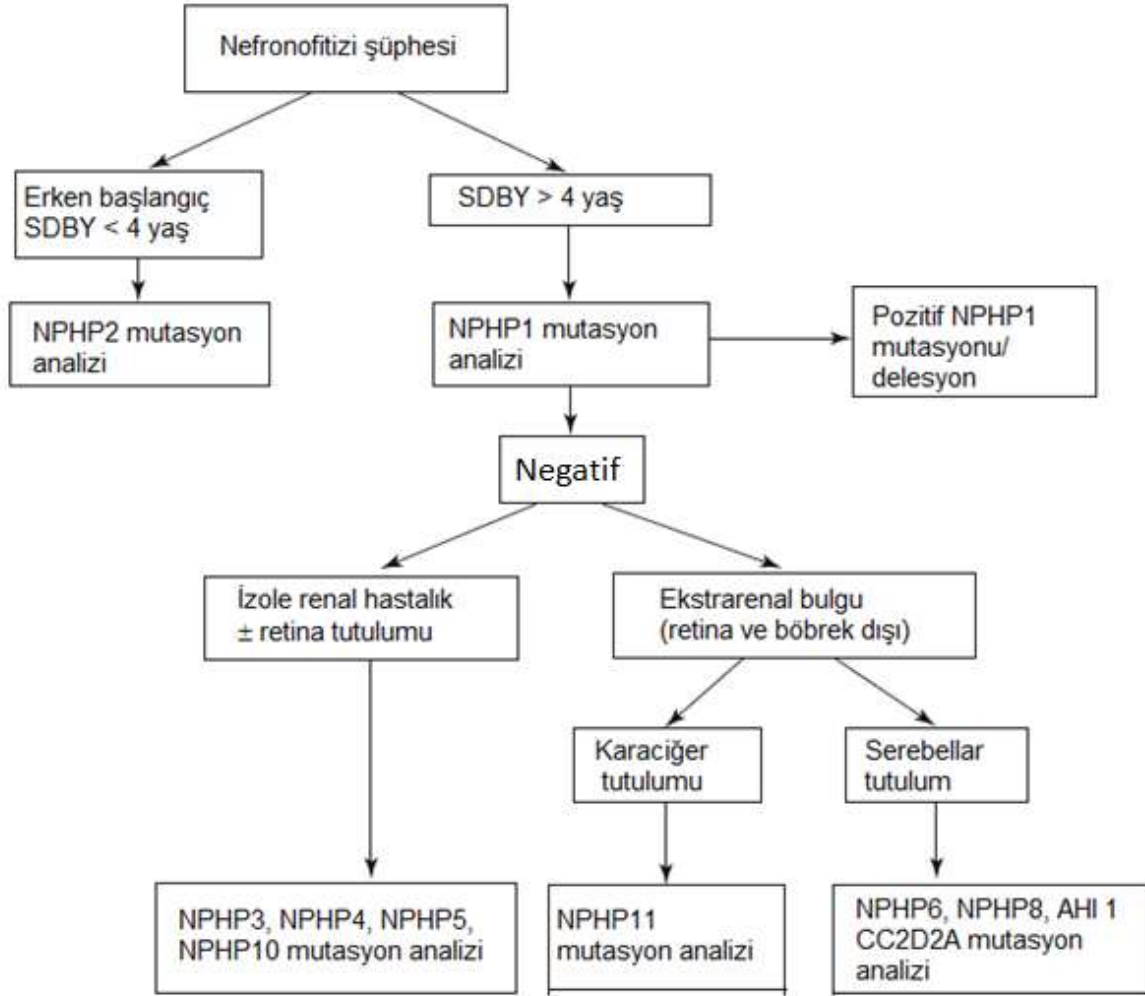 Nefronofitizi şüphesi
Erken başlangıç
SDBY < 4 yaş
SDBY > 4 yaş
NPHP2 mutasyon
analizi
NPHP1 mutasyon
analizi
Pozitif NPHP1
mutasyonu/
delesyon
Negatif
İzole renal hastalık
± retina tutulumu
Ekstrarenal bulgu
(retina ve böbrek dışı)
Karaciğer
tutulumu
Serebellar
tutulum
NPHP3, NPHP4, NPHP5,
NPHP10 mutasyon analizi
NPHP11
mutasyon analizi
NPHP6, NPHP8, AHI 1
CC2D2A mutasyon
analizi